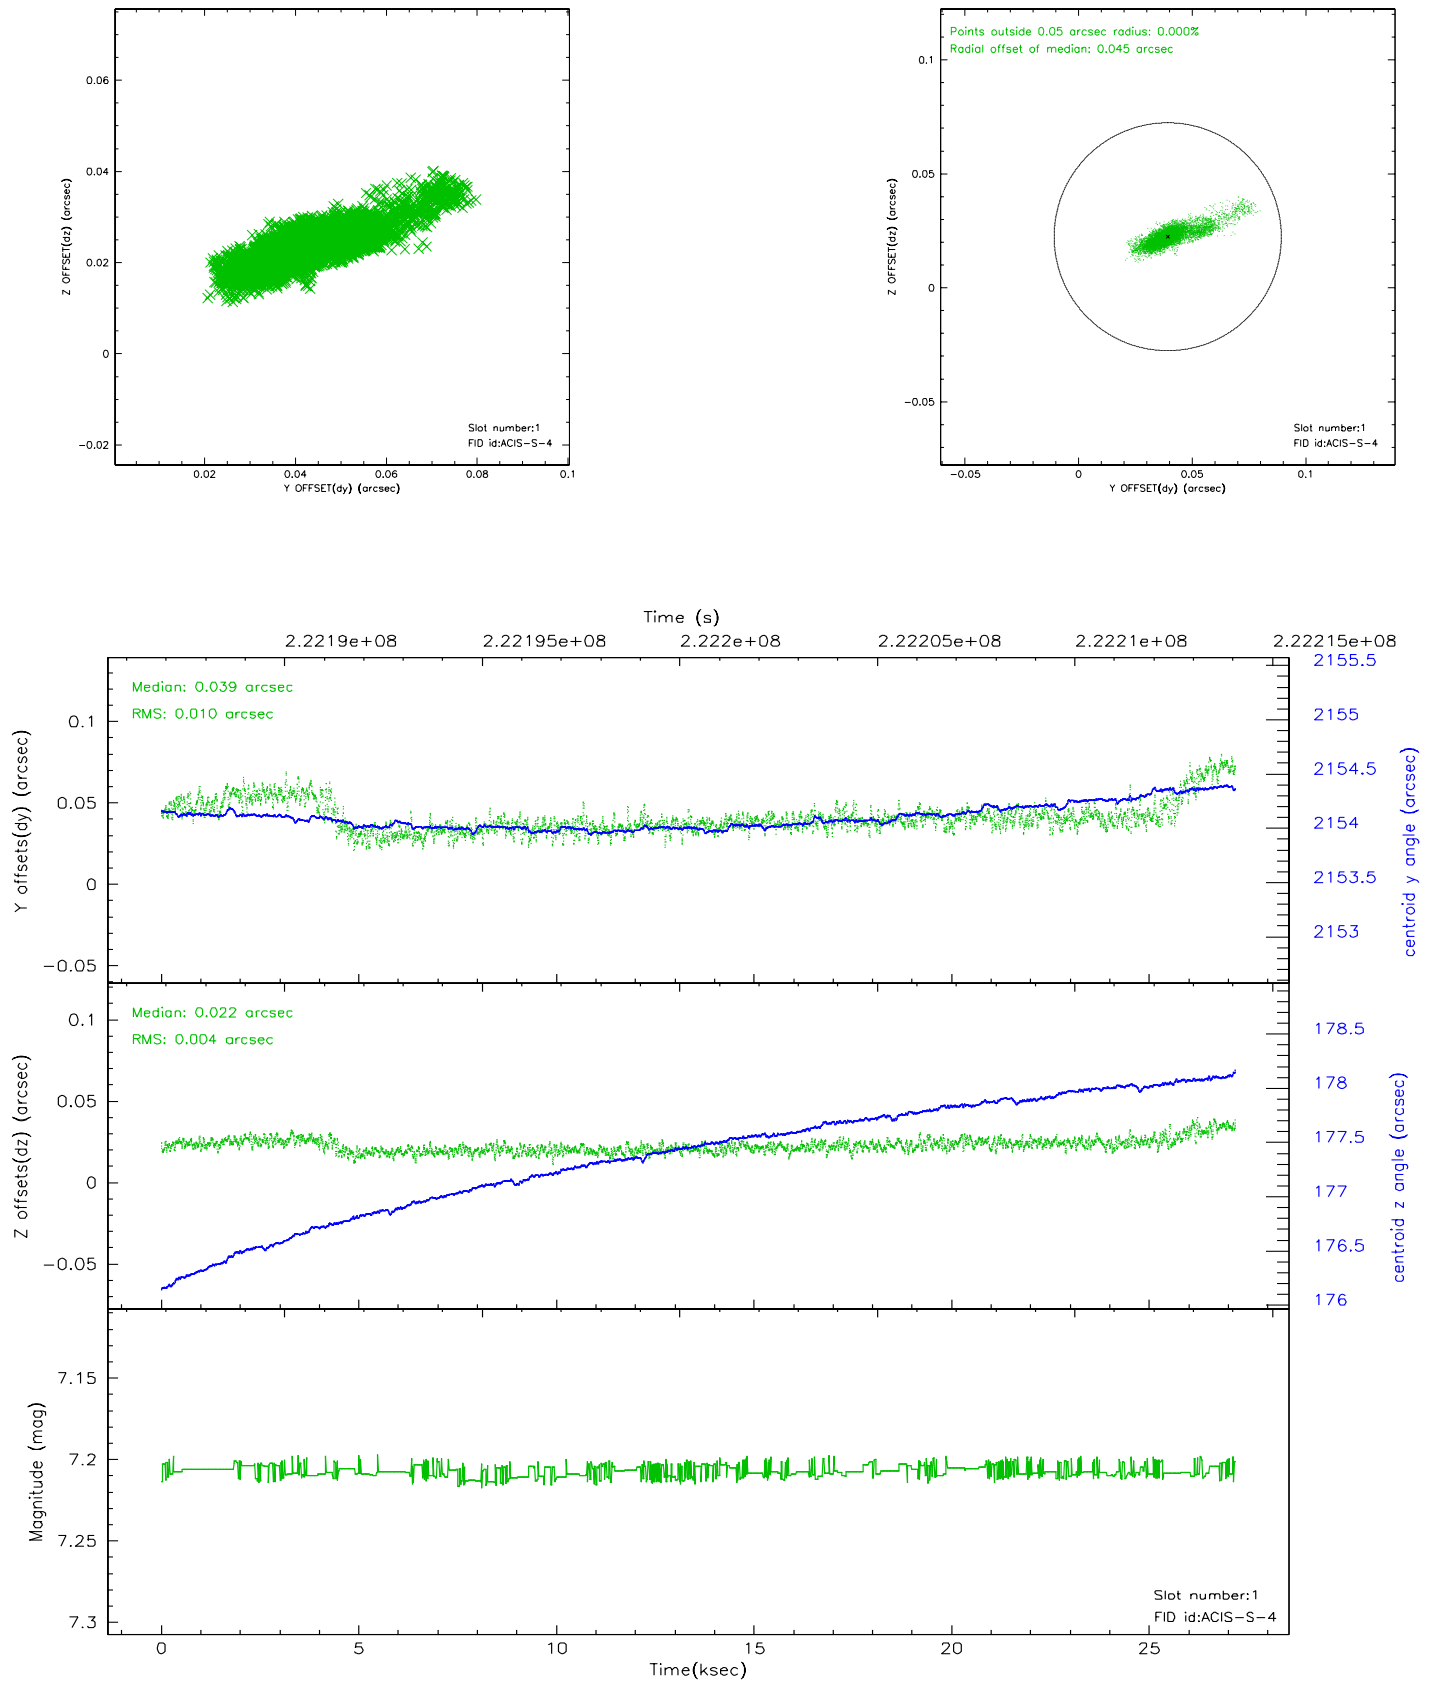 0.06
0.04
0.02
0
-0.02
Z OFFSET(dz) (arcsec)
Slot number:1
FID id:ACIS-S-4
0.02 0.04 0.06 0.08 0.1
Y OFFSET(dy) (arcsec)
Points outside 0.05 arcsec radius: 0.000%
Radial offset of median: 0.045 arcsec
0.1
0.05
0
-0.05
Z OFFSET(dz) (arcsec)
Slot number:1
FID id:ACIS-S-4
-0.05 0 0.05 0.1
Y OFFSET(dy) (arcsec)
Time (s)
2.2219e+08 2.22195e+08 2.222e+08 2.22205e+08 2.2221e+08 2.22215e+08
Median: 0.039 arcsec
RMS: 0.010 arcsec
0.1
0.05
0
-0.05
Y offsets(dy) (arcsec)
2155.5
2155
2154.5
2154
2153.5
2153
centroid y angle (arcsec)
Median: 0.022 arcsec
RMS: 0.004 arcsec
0.1
0.05
0
-0.05
Z offsets(dz) (arcsec)
178.5
178
177.5
177
176.5
176
centroid z angle (arcsec)
7.15
7.2
7.25
7.3
Magnitude (mag)
Slot number:1
FID id:ACIS-S-4
0 5 10 15 20 25
Time(ksec)